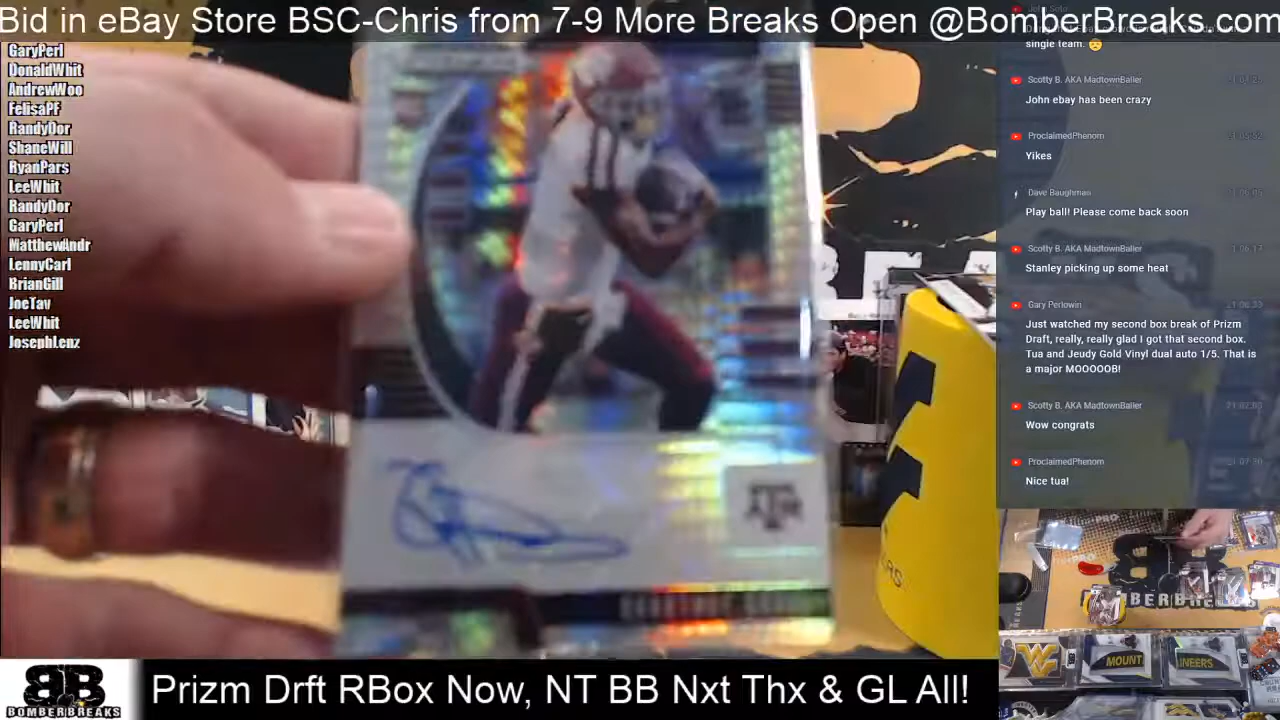 Bid in eBay Store BSC-Chris from 7-9 More Breaks Open @BomberBreaks.com
GaryPerl
DonaldWhit
AndrewWoo
FelisaPF
RandyDor
ShaneWill
RyanPars
LeeWhit
RandyDor
GaryPerl
MatthewAndr
LennyCarl
BrianGill
JoeTav
LeeWhit
JosephLenz
single team.
Scotty B. AKA MadtownBaller
John ebay has been crazy
ProclaimedPhenom
Yikes
Dave Baughman
Play ball! Please come back soon
Scotty B. AKA MadtownBaller
Stanley picking up some heat
Gary Perlowin
Just watched my second box break of Prizm
Draft, really, really glad I got that second box.
Tua and Jeudy Gold Vinyl dual auto 1/5. That is
a major MOOOOOB!
Scotty B. AKA MadtownBaller
Wow congrats
ProclaimedPhenom
Nice tua!
MOUNT
INEERS
BB
BOMBERBREAKS
Prizm Drft RBox Now, NT BB Nxt Thx & GL All!